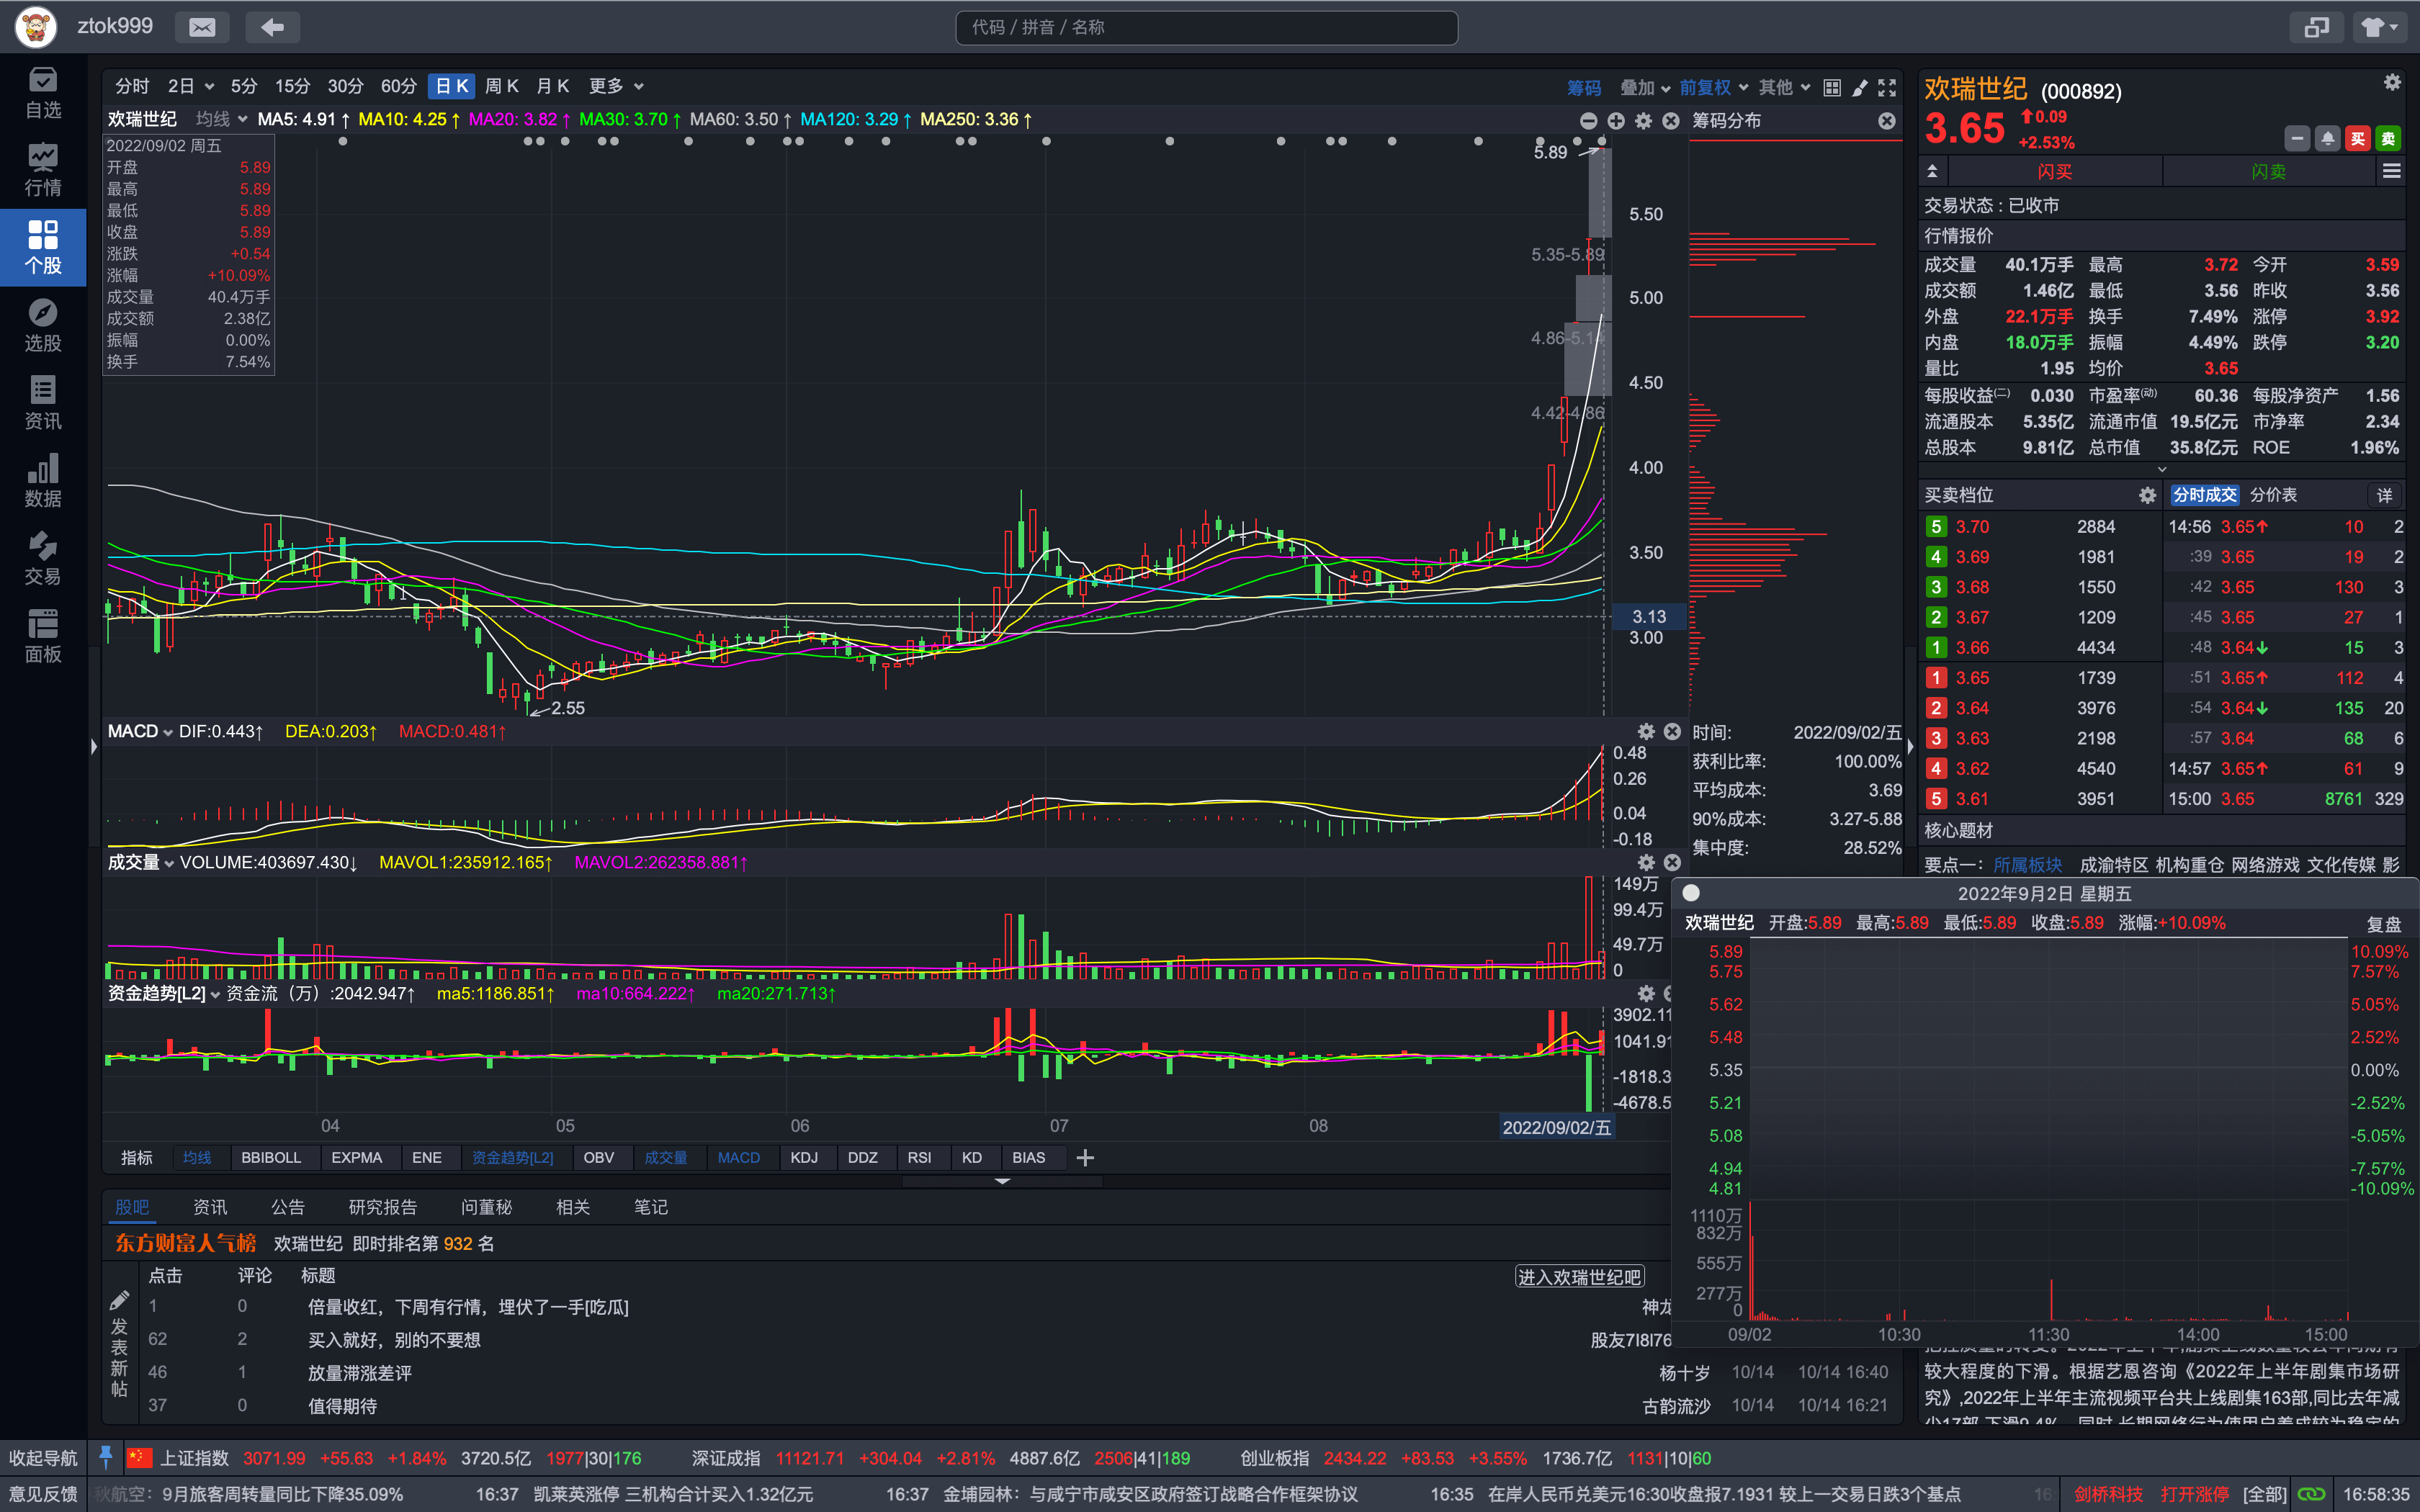 ztok999
代码 / 拼音 / 名称
自选
行情
个股
选股
资讯
数据
交易
面板
分时 2日 5分 15分 30分 60分 日K 周K 月K 更多 筹码 叠加 前复权 其他
欢瑞世纪 均线 MA5: 4.91↑ MA10: 4.25↑ MA20: 3.82↑ MA30: 3.70↑ MA60: 3.50↑ MA120: 3.29↑ MA250: 3.36↑
筹码分布
2022/09/02 周五
开盘 5.89
最高 5.89
最低 5.89
收盘 5.89
涨跌 +0.54
涨幅 +10.09%
成交量 40.4万手
成交额 2.38亿
振幅 0.00%
换手 7.54%
5.89
5.35-5.89
4.42-4.86
2.55
5.50
5.00
4.50
4.00
3.50
3.13
3.00
MACD DIF:0.443↑ DEA:0.203↑ MACD:0.481↑
0.48
0.26
0.04
-0.18
成交量 VOLUME:403697.430↓ MAVOL1:235912.165↑ MAVOL2:262358.881↑
149万
99.4万
49.7万
0
资金趋势[L2] 资金流（万）:2042.947↑ ma5:1186.851↑ ma10:664.222↑ ma20:271.713↑
3902.11
1041.91
-1818.3
-4678.5
04 05 06 07 08 2022/09/02/五
时间: 2022/09/02/五
获利比率: 100.00%
平均成本: 3.69
90%成本: 3.27-5.88
集中度: 28.52%
指标 均线 BBIBOLL EXPMA ENE 资金趋势[L2] OBV 成交量 MACD KDJ DDZ RSI KD BIAS
股吧 资讯 公告 研究报告 问董秘 相关 笔记
东方财富人气榜 欢瑞世纪 即时排名第 932 名
点击 评论 标题 进入欢瑞世纪吧
发表新帖
1 0 倍量收红，下周有行情，埋伏了一手[吃瓜] 神龙
62 2 买入就好，别的不要想 股友7I8I76
46 1 放量滞涨差评 杨十岁 10/14 10/14 16:40
37 0 值得期待 古韵流沙 10/14 10/14 16:21
欢瑞世纪 (000892)
3.65 0.09
+2.53%
买 卖
闪买 闪卖
交易状态 : 已收市
行情报价
成交量 40.1万手 最高 3.72 今开 3.59
成交额 1.46亿 最低 3.56 昨收 3.56
外盘 22.1万手 换手 7.49% 涨停 3.92
内盘 18.0万手 振幅 4.49% 跌停 3.20
量比 1.95 均价 3.65
每股收益(二) 0.030 市盈率(动) 60.36 每股净资产 1.56
流通股本 5.35亿 流通市值 19.5亿元 市净率 2.34
总股本 9.81亿 总市值 35.8亿元 ROE 1.96%
买卖档位 分时成交 分价表 详
5 3.70 2884 14:56 3.65↑ 10 2
4 3.69 1981 :39 3.65 19 2
3 3.68 1550 :42 3.65 130 3
2 3.67 1209 :45 3.65 27 1
1 3.66 4434 :48 3.64↓ 15 3
1 3.65 1739 :51 3.65↑ 112 4
2 3.64 3976 :54 3.64↓ 135 20
3 3.63 2198 :57 3.64 68 6
4 3.62 4540 14:57 3.65↑ 61 9
5 3.61 3951 15:00 3.65 8761 329
核心题材
要点一： 所属板块 成渝特区 机构重仓 网络游戏 文化传媒 影
2022年9月2日 星期五
欢瑞世纪 开盘:5.89 最高:5.89 最低:5.89 收盘:5.89 涨幅:+10.09% 复盘
5.89 10.09%
5.75 7.57%
5.62 5.05%
5.48 2.52%
5.35 0.00%
5.21 -2.52%
5.08 -5.05%
4.94 -7.57%
4.81 -10.09%
1110万
832万
555万
277万
0
09/02 10:30 11:30 14:00 15:00
较大程度的下滑。根据艺恩咨询《2022年上半年剧集市场研
究》,2022年上半年主流视频平台共上线剧集163部,同比去年减
收起导航 上证指数 3071.99 +55.63 +1.84% 3720.5亿 1977|30|176 深证成指 11121.71 +304.04 +2.81% 4887.6亿 2506|41|189 创业板指 2434.22 +83.53 +3.55% 1736.7亿 1131|10|60
意见反馈 秋航空：9月旅客周转量同比下降35.09% 16:37 凯莱英涨停 三机构合计买入1.32亿元 16:37 金埔园林：与咸宁市咸安区政府签订战略合作框架协议 16:35 在岸人民币兑美元16:30收盘报7.1931 较上一交易日跌3个基点 16: 剑桥科技 打开涨停 [全部] 16:58:35